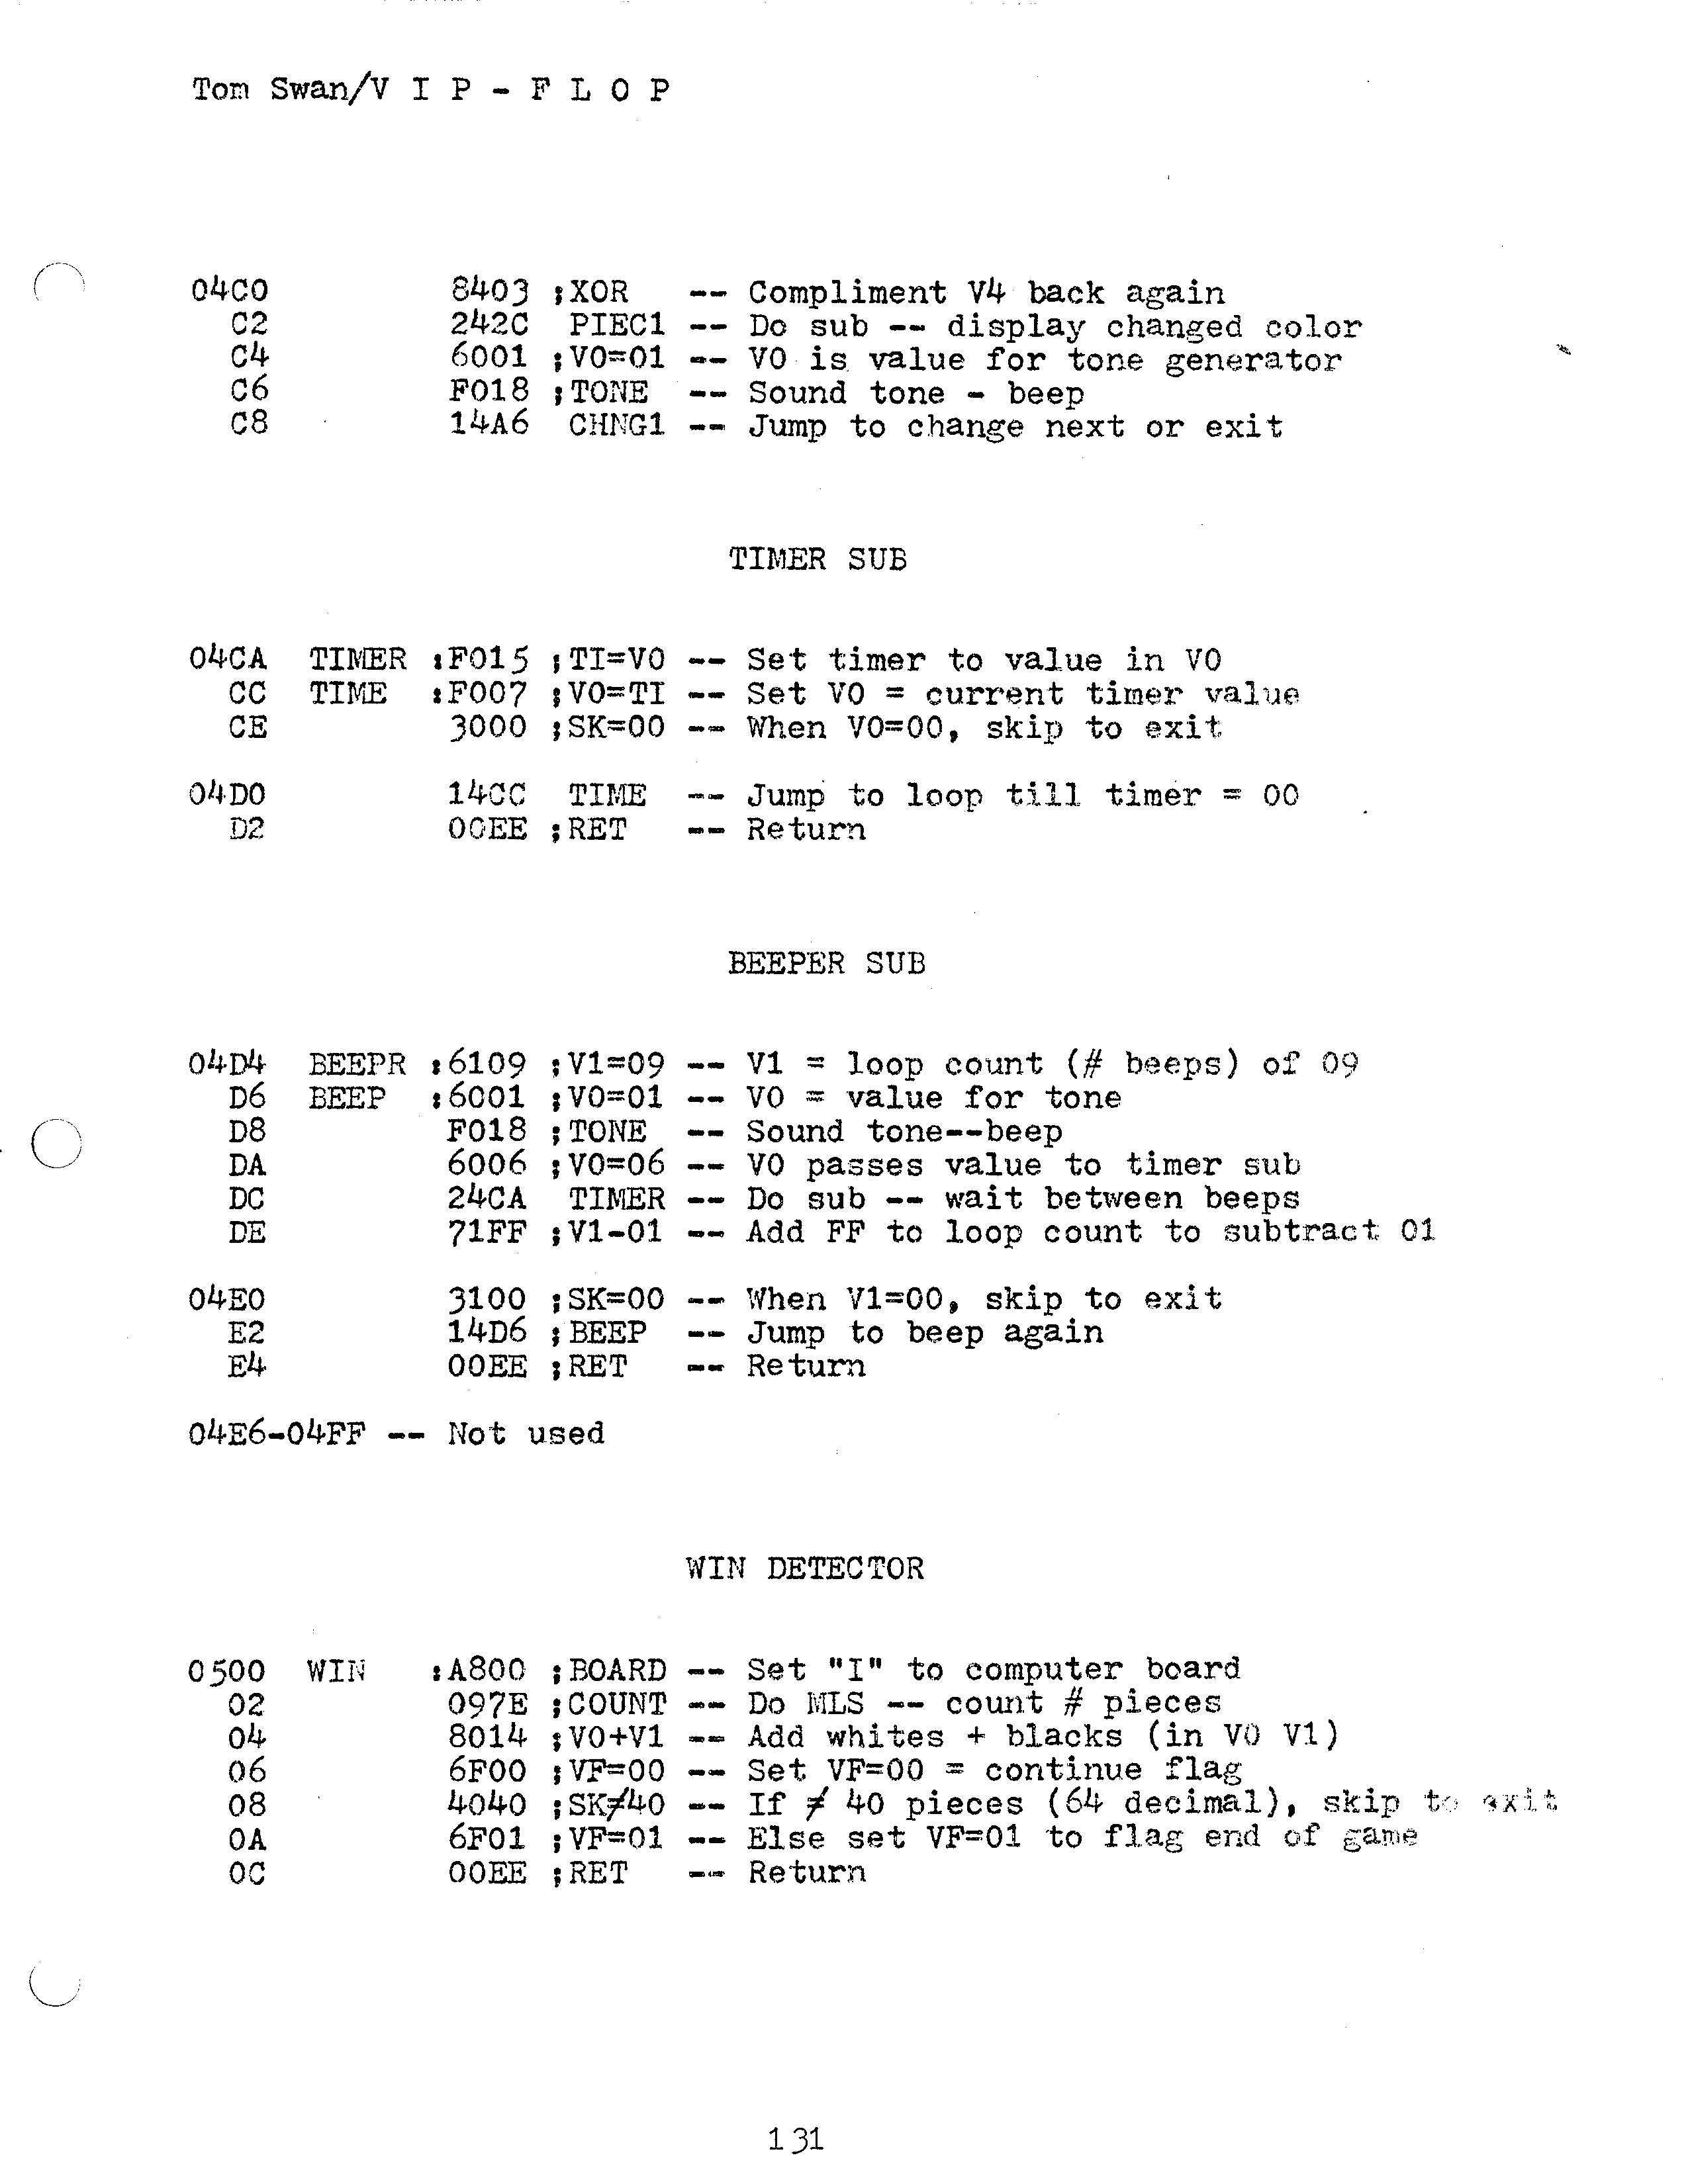 Tom Swan/V I P - F L O P
04C0 8403 ;XOR -- Compliment V4 back again
C2 242C PIEC1 -- Do sub -- display changed color
C4 6001 ;V0=01 -- V0 is value for tone generator
C6 F018 ;TONE -- Sound tone - beep
C8 14A6 CHNG1 -- Jump to change next or exit
TIMER SUB
04CA TIMER :F015 ;TI=V0 -- Set timer to value in V0
CC TIME :F007 ;V0=TI -- Set V0 = current timer value
CE 3000 ;SK=00 -- When V0=00, skip to exit
04D0 14CC TIME -- Jump to loop till timer = 00
D2 00EE ;RET -- Return
BEEPER SUB
04D4 BEEPR :6109 ;V1=09 -- V1 = loop count (# beeps) of 09
D6 BEEP :6001 ;V0=01 -- V0 = value for tone
D8 F018 ;TONE -- Sound tone--beep
DA 6006 ;V0=06 -- V0 passes value to timer sub
DC 24CA TIMER -- Do sub -- wait between beeps
DE 71FF ;V1-01 -- Add FF to loop count to subtract 01
04E0 3100 ;SK=00 -- When V1=00, skip to exit
E2 14D6 ;BEEP -- Jump to beep again
E4 00EE ;RET -- Return
04E6-04FF -- Not used
WIN DETECTOR
0500 WIN :A800 ;BOARD -- Set "I" to computer board
02 097E ;COUNT -- Do MLS -- count # pieces
04 8014 ;V0+V1 -- Add whites + blacks (in V0 V1)
06 6F00 ;VF=00 -- Set VF=00 = continue flag
08 4040 ;SK≠40 -- If ≠ 40 pieces (64 decimal), skip to exit
0A 6F01 ;VF=01 -- Else set VF=01 to flag end of game
0C 00EE ;RET -- Return
131